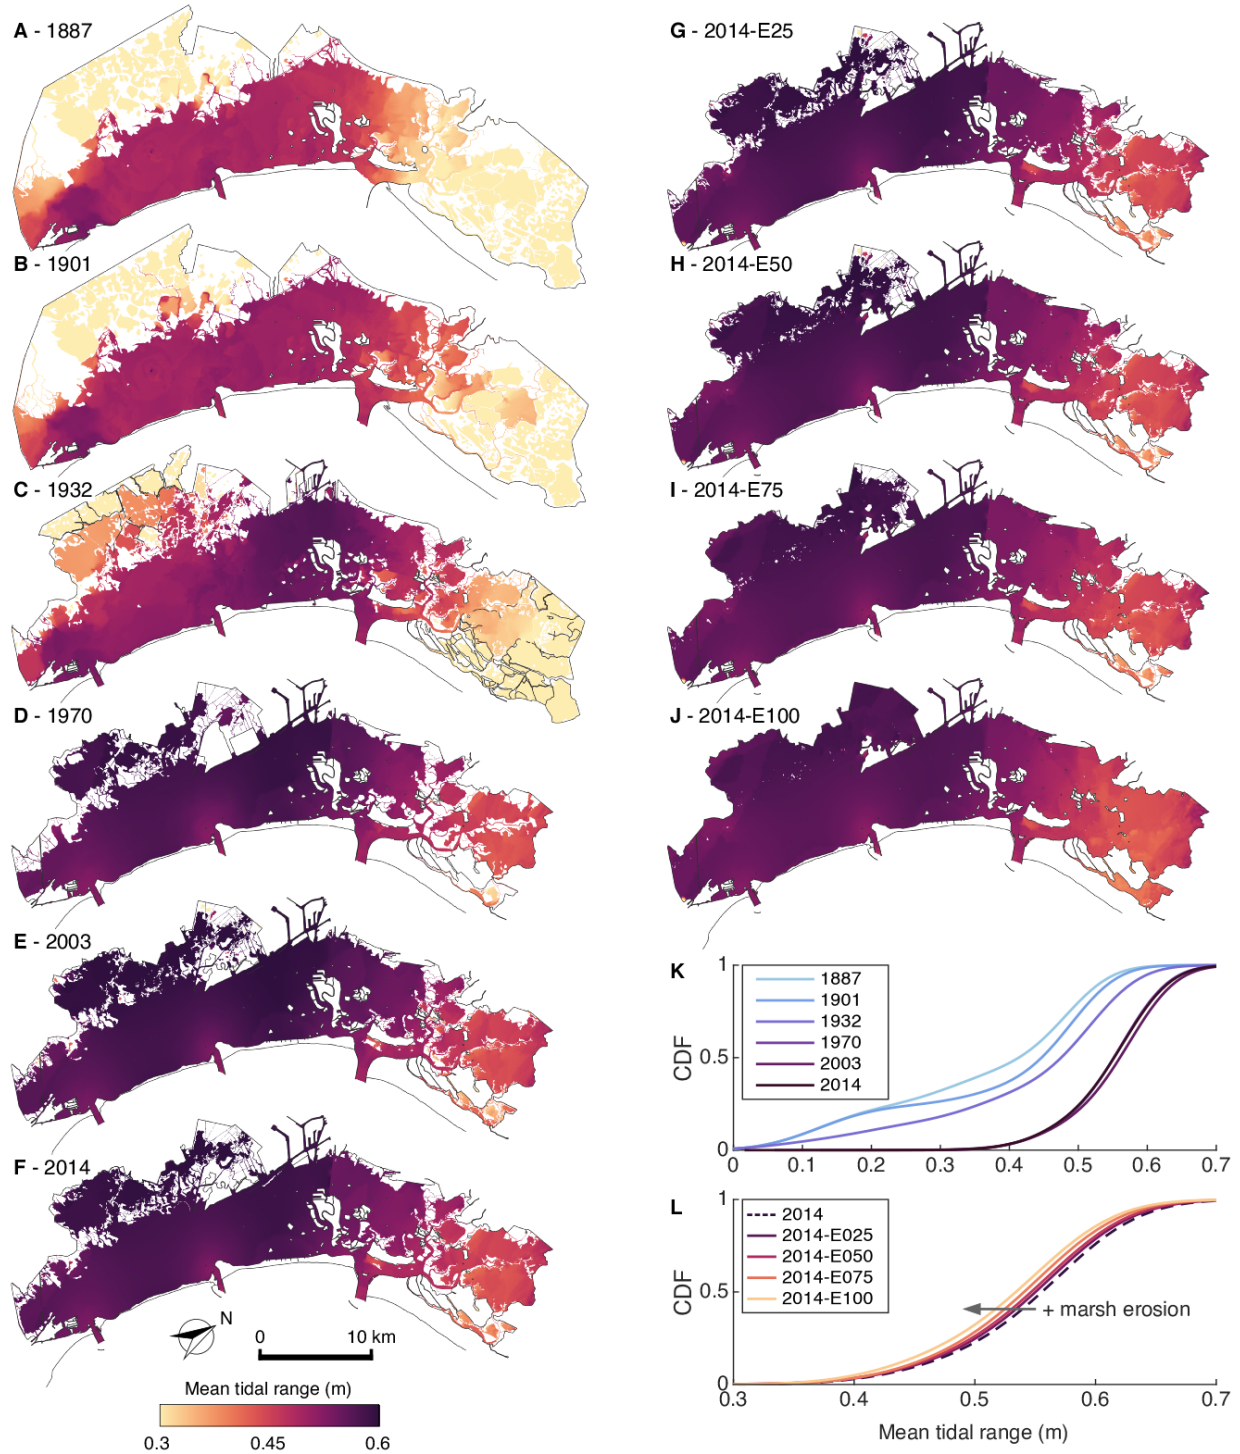 A - 1887
B - 1901
C - 1932
D - 1970
E - 2003
F - 2014
N
0 10 km
Mean tidal range (m)
0.3 0.45 0.6
G - 2014-E25
H - 2014-E50
I - 2014-E75
J - 2014-E100
K
1
0.5
0
CDF
1887
1901
1932
1970
2003
2014
0 0.1 0.2 0.3 0.4 0.5 0.6 0.7
L
1
0.5
0
CDF
2014
2014-E025
2014-E050
2014-E075
2014-E100
+ marsh erosion
0.3 0.4 0.5 0.6 0.7
Mean tidal range (m)